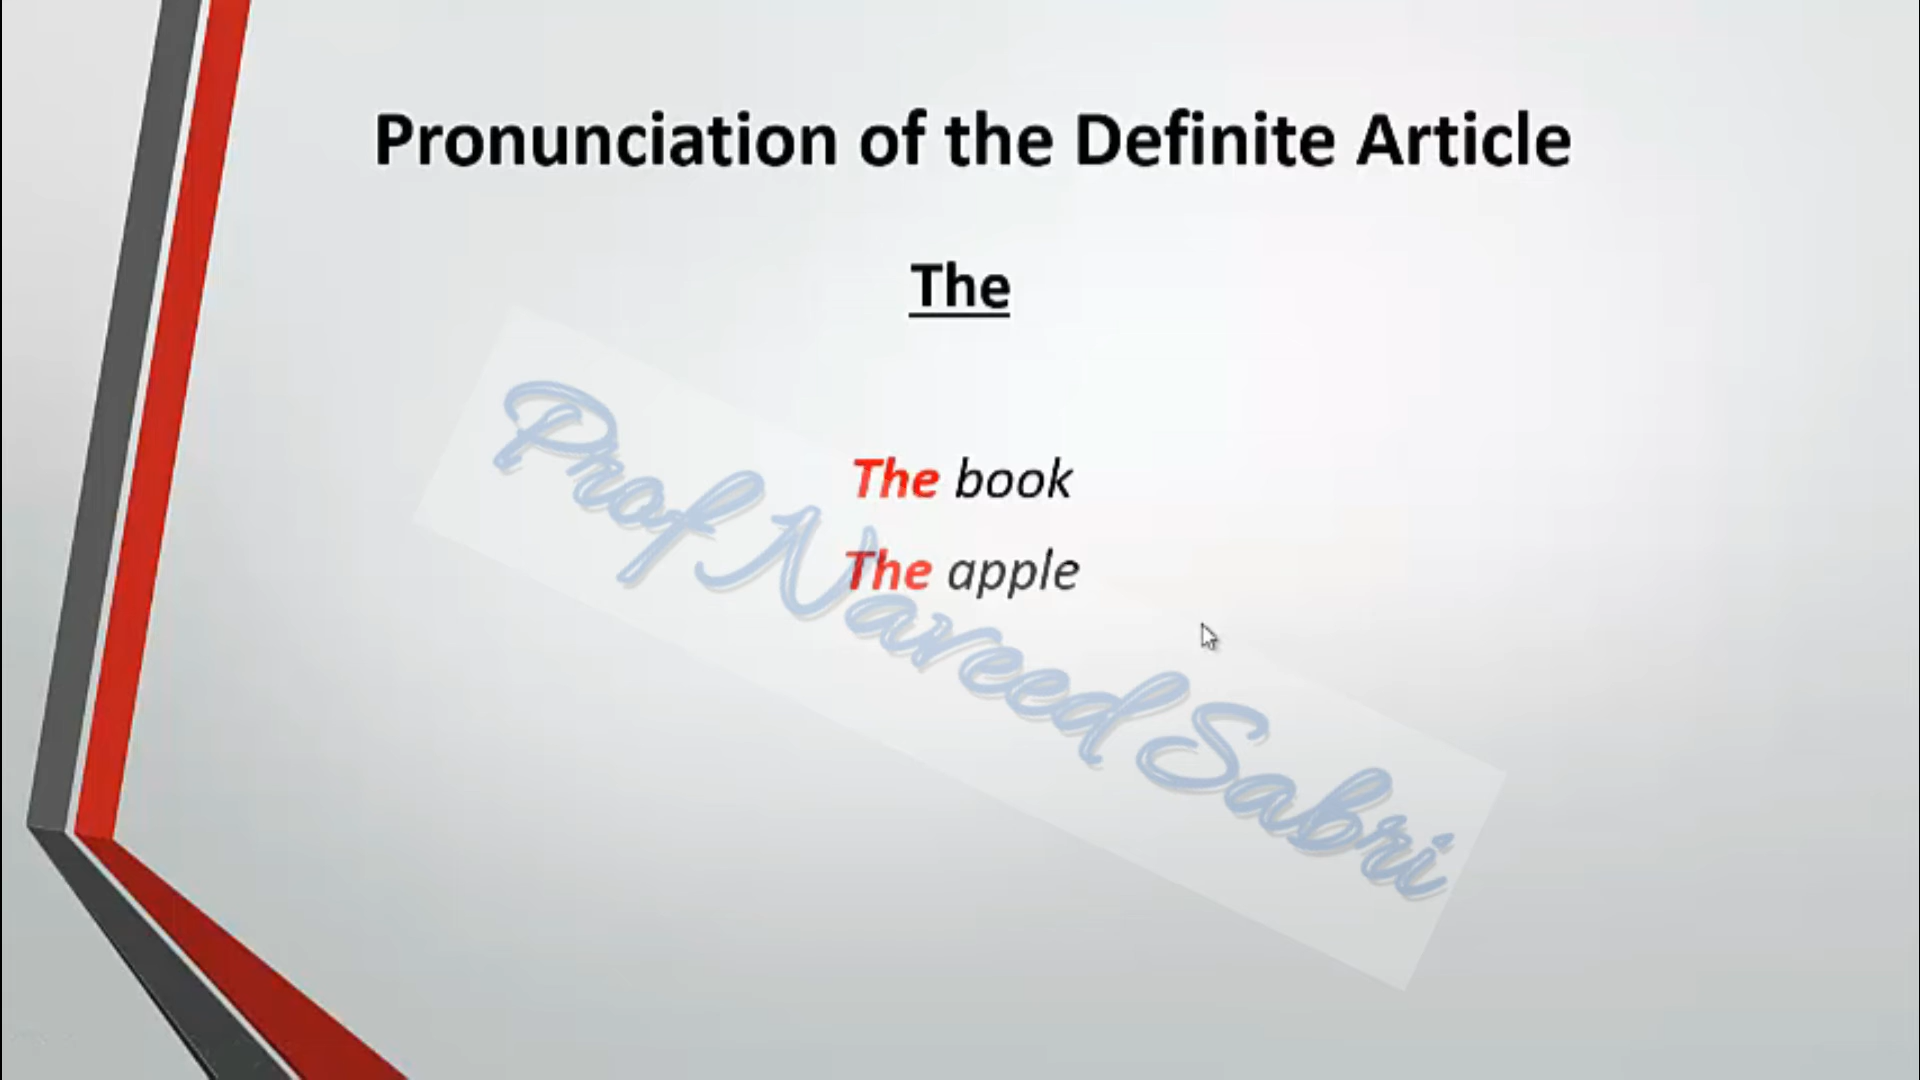 Pronunciation of the Definite Article
The
The book
The apple
Prof Naveed Sabri